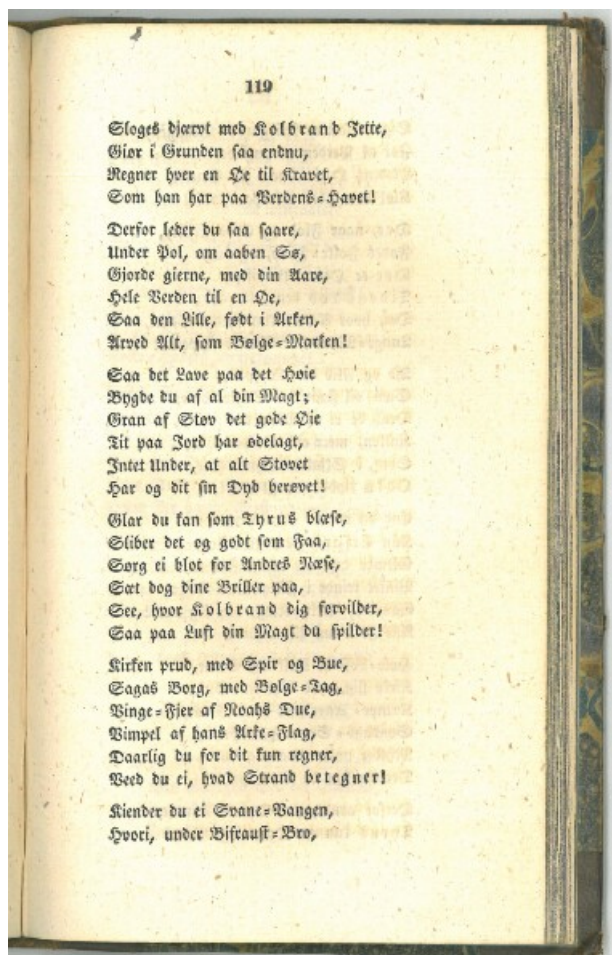 119
Sloges djærvt med Kolbrand Jette,
Giør i Grunden saa endnu,
Regner hver en Øe til Kravet,
Som han har paa Verdens-Havet!
Derfor leder du saa saare,
Under Pol, om aaben Sø,
Gjorde gierne, med din Aare,
Hele Verden til en Øe,
Saa den Lille, født i Arken,
Arved Alt, som Bølge-Marken!
Saa det Lave paa det Høie
Bygde du af al din Magt;
Gran af Støv det gode Øie
Tit paa Jord har ødelagt,
Intet Under, at alt Støvet
Har og dit sin Dyd berøvet!
Glar du kan som Tyrus blæse,
Sliber det og godt som Faa,
Sørg ei blot for Andres Næse,
Sæt dog dine Briller paa,
See, hvor Kolbrand dig forvilder,
Saa paa Luft din Magt du spilder!
Kirken prud, med Spir og Bue,
Sagas Borg, med Bølge-Tag,
Vinge-Fjer af Noahs Due,
Vimpel af hans Arke-Flag,
Daarlig du for dit kun regner,
Veed du ei, hvad Strand betegner!
Kiender du ei Svane-Vangen,
Hvori, under Bifraust-Bro,